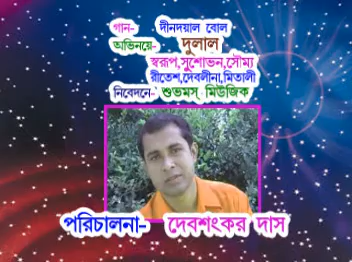 গান- দীনদয়াল বোল
অভিনয়ে- দুলাল
স্বরূপ,সুশোভন,সৌম্য
রীতেশ,দেবলীনা,মিতালী
নিবেদনে- শুভমস্ মিউজিক
পরিচালনা- দেবশংকর দাস